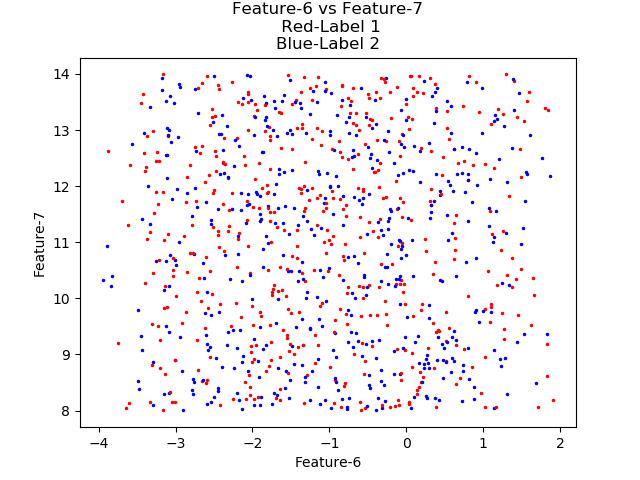 Feature-6 vs Feature-7
Red-Label 1
Blue-Label 2
14
13
12
11
10
9
8
Feature-7
−4 −3 −2 −1 0 1 2
Feature-6